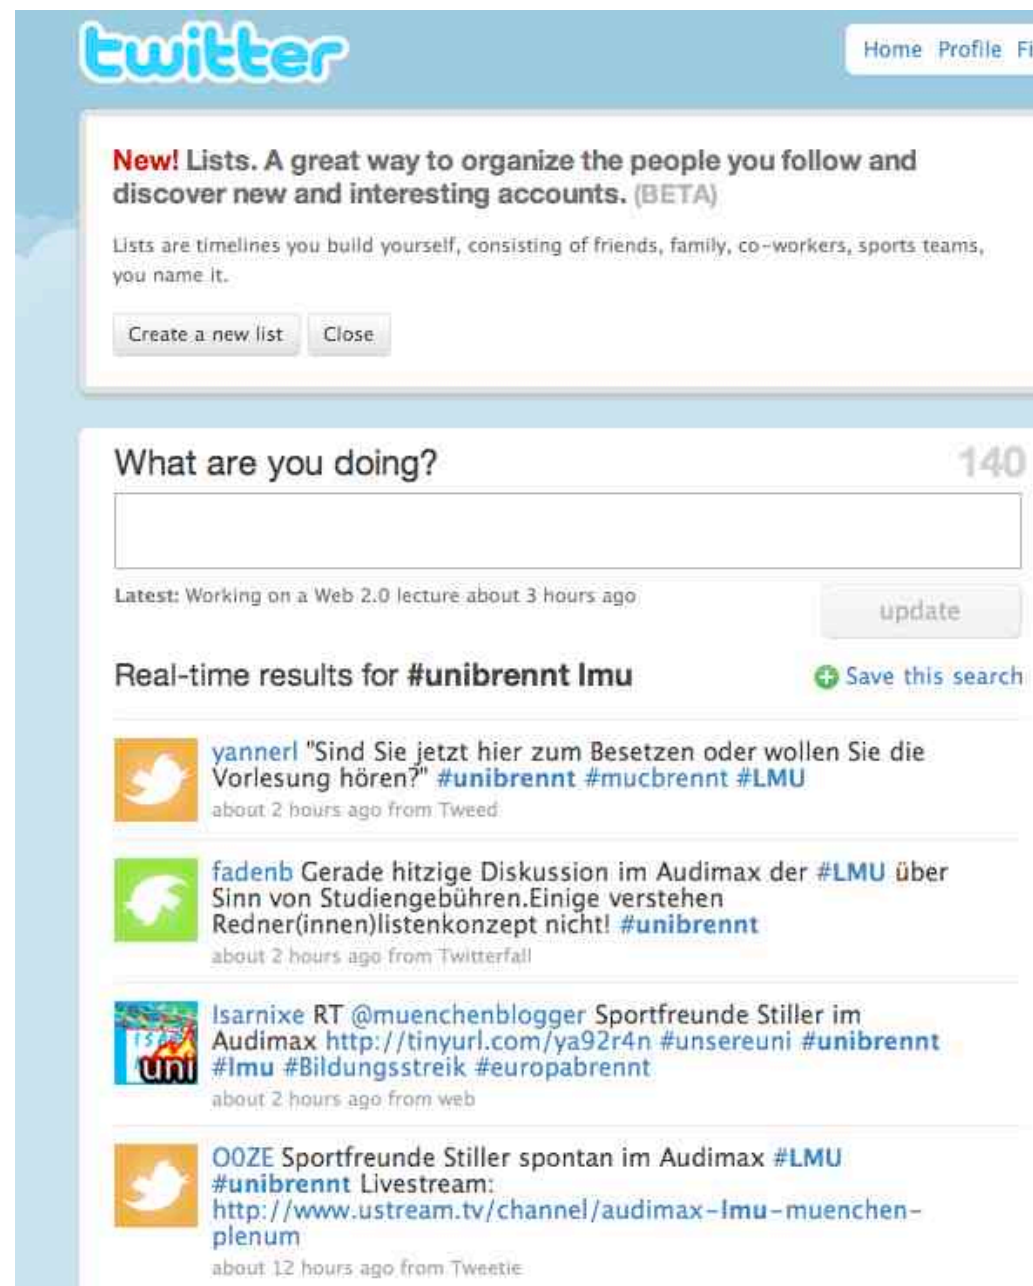 twitter
Home Profile Fi
New! Lists. A great way to organize the people you follow and
discover new and interesting accounts. (BETA)
Lists are timelines you build yourself, consisting of friends, family, co-workers, sports teams,
you name it.
Create a new list Close
What are you doing? 140
Latest: Working on a Web 2.0 lecture about 3 hours ago
update
Real-time results for #unibrennt lmu Save this search
yannerl "Sind Sie jetzt hier zum Besetzen oder wollen Sie die
Vorlesung hören?" #unibrennt #mucbrennt #LMU
about 2 hours ago from Tweed
fadenb Gerade hitzige Diskussion im Audimax der #LMU über
Sinn von Studiengebühren.Einige verstehen
Redner(innen)listenkonzept nicht! #unibrennt
about 2 hours ago from Twitterfall
uni
Isarnixe RT @muenchenblogger Sportfreunde Stiller im
Audimax http://tinyurl.com/ya92r4n #unsereuni #unibrennt
#lmu #Bildungsstreik #europabrennt
about 2 hours ago from web
O0ZE Sportfreunde Stiller spontan im Audimax #LMU
#unibrennt Livestream:
http://www.ustream.tv/channel/audimax-lmu-muenchen-
plenum
about 12 hours ago from Tweetie